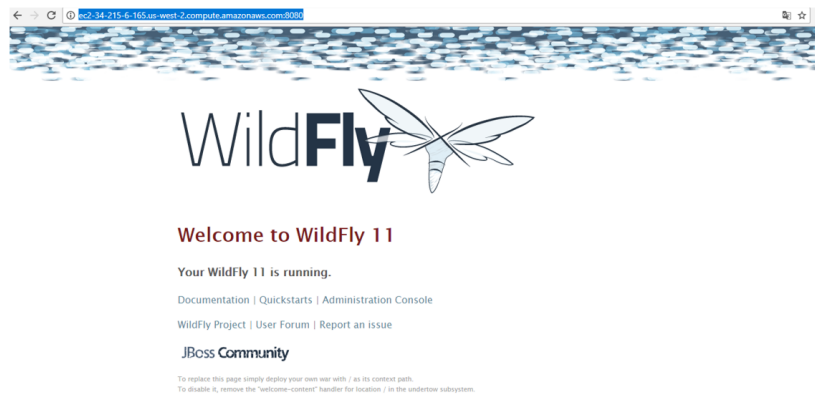 ec2-34-215-6-165.us-west-2.compute.amazonaws.com:8080
WildFly
Welcome to WildFly 11
Your WildFly 11 is running.
Documentation | Quickstarts | Administration Console
WildFly Project | User Forum | Report an issue
JBoss Community
To replace this page simply deploy your own war with / as its context path.
To disable it, remove the "welcome-content" handler for location / in the undertow subsystem.